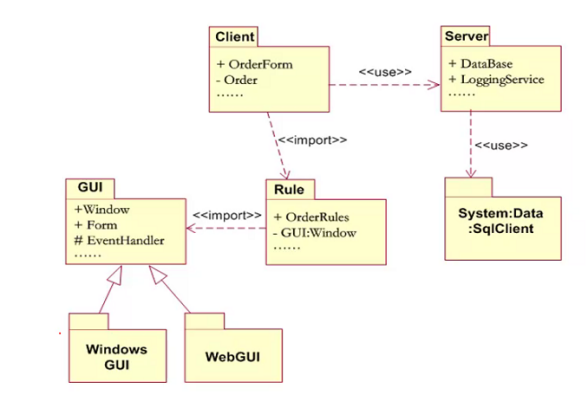 Client
+ OrderForm
- Order
......
<<use>>
Server
+ DataBase
+ LoggingService
......
<<import>>
<<use>>
GUI
+Window
+ Form
# EventHandler
......
<<import>>
Rule
+ OrderRules
- GUI:Window
......
System:Data
:SqlClient
Windows
GUI
WebGUI